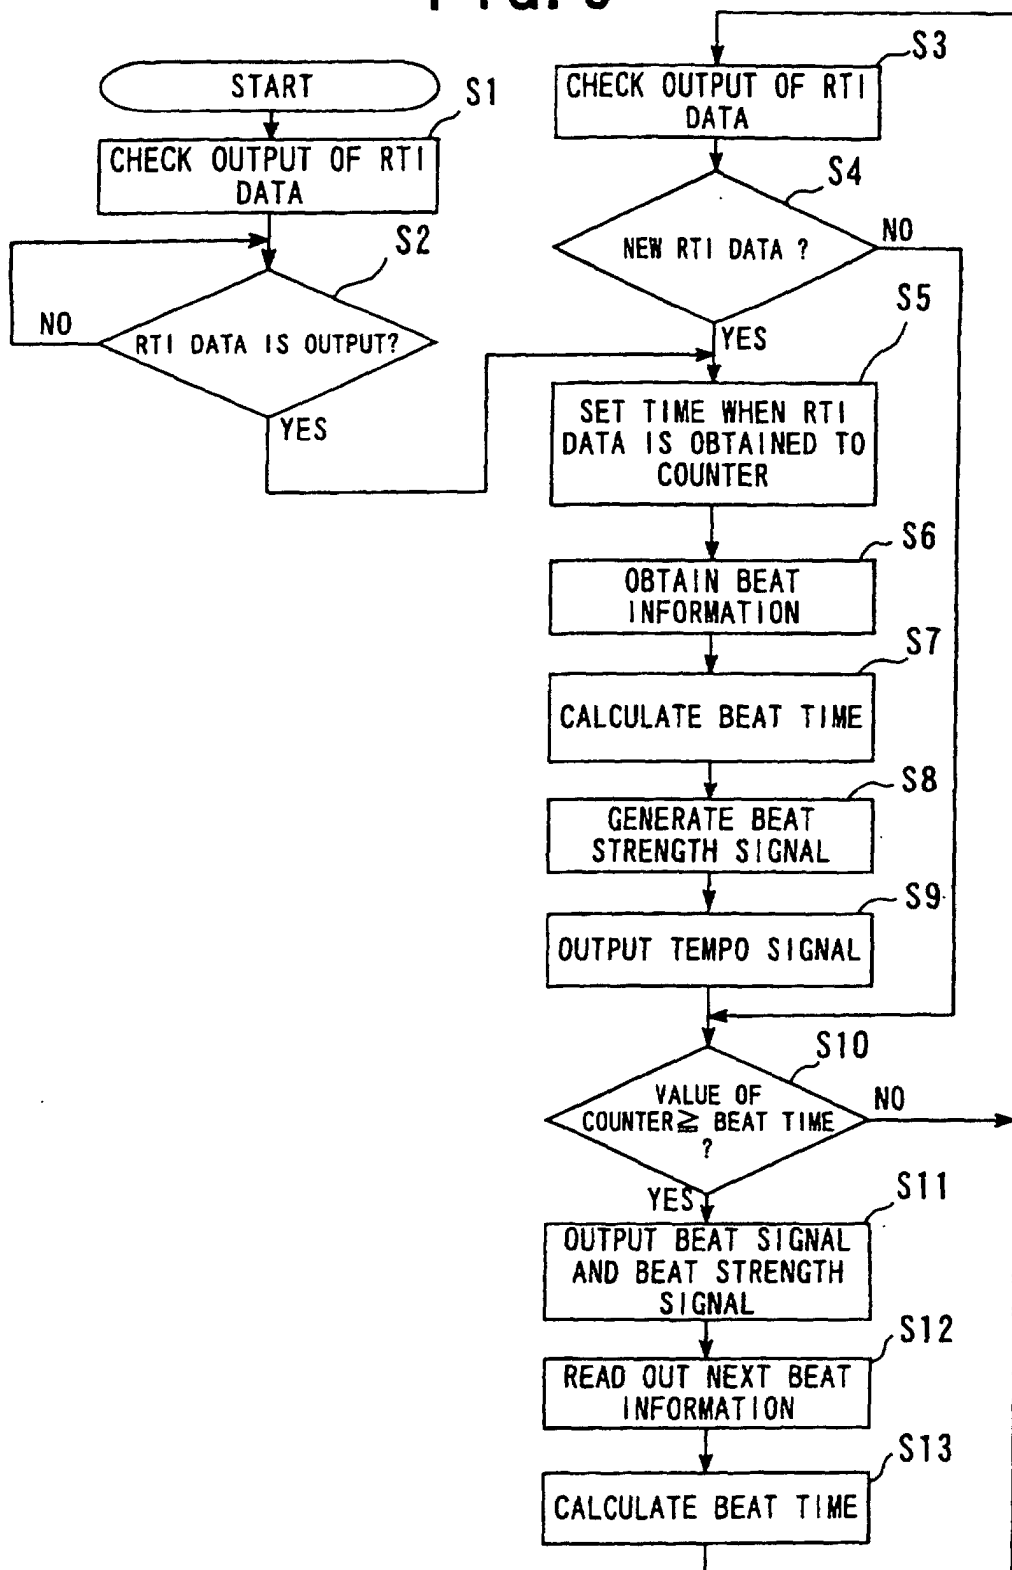 START
S1
CHECK OUTPUT OF RTI
DATA
S2
NO
RTI DATA IS OUTPUT?
YES
S3
CHECK OUTPUT OF RTI
DATA
S4
NEW RTI DATA ?
NO
YES
S5
SET TIME WHEN RTI
DATA IS OBTAINED TO
COUNTER
S6
OBTAIN BEAT
INFORMATION
S7
CALCULATE BEAT TIME
S8
GENERATE BEAT
STRENGTH SIGNAL
S9
OUTPUT TEMPO SIGNAL
S10
VALUE OF
COUNTER≧ BEAT TIME
?
NO
YES
S11
OUTPUT BEAT SIGNAL
AND BEAT STRENGTH
SIGNAL
S12
READ OUT NEXT BEAT
INFORMATION
S13
CALCULATE BEAT TIME